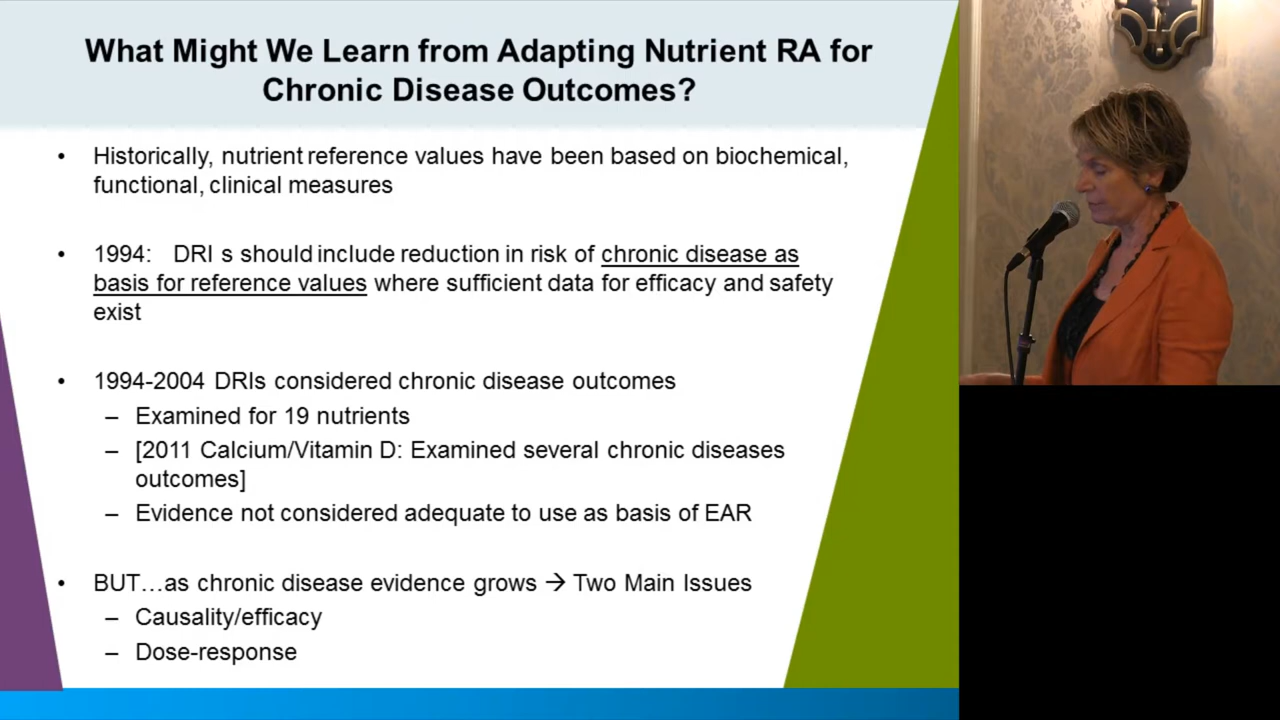 What Might We Learn from Adapting Nutrient RA for
Chronic Disease Outcomes?
• Historically, nutrient reference values have been based on biochemical,
functional, clinical measures
• 1994: DRI s should include reduction in risk of chronic disease as
basis for reference values where sufficient data for efficacy and safety
exist
• 1994-2004 DRIs considered chronic disease outcomes
– Examined for 19 nutrients
– [2011 Calcium/Vitamin D: Examined several chronic diseases
outcomes]
– Evidence not considered adequate to use as basis of EAR
• BUT…as chronic disease evidence grows → Two Main Issues
– Causality/efficacy
– Dose-response